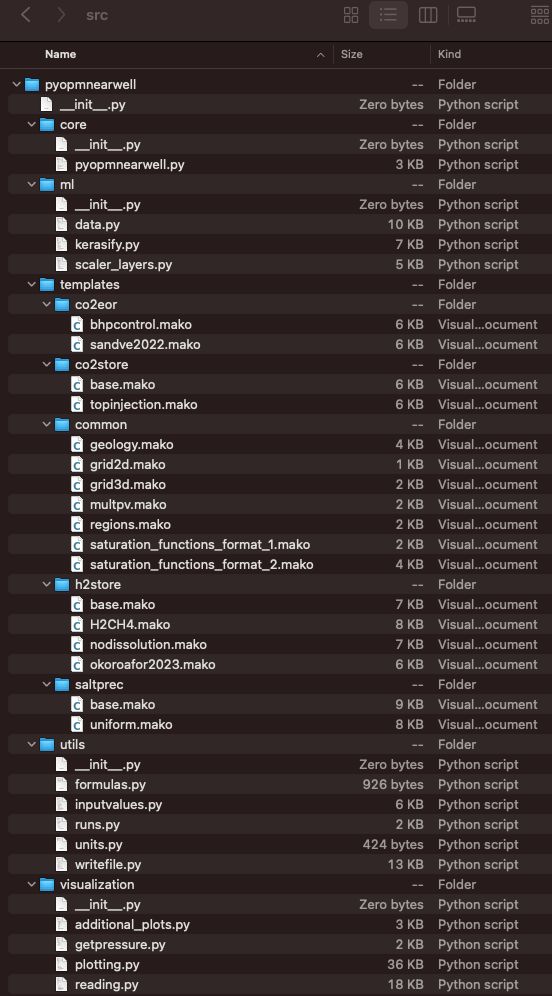 src
Name Size Kind
pyopmnearwell -- Folder
__init__.py Zero bytes Python script
core -- Folder
__init__.py Zero bytes Python script
pyopmnearwell.py 3 KB Python script
ml -- Folder
__init__.py Zero bytes Python script
data.py 10 KB Python script
kerasify.py 7 KB Python script
scaler_layers.py 5 KB Python script
templates -- Folder
co2eor -- Folder
bhpcontrol.mako 6 KB Visual...ocument
sandve2022.mako 6 KB Visual...ocument
co2store -- Folder
base.mako 6 KB Visual...ocument
topinjection.mako 6 KB Visual...ocument
common -- Folder
geology.mako 4 KB Visual...ocument
grid2d.mako 1 KB Visual...ocument
grid3d.mako 2 KB Visual...ocument
multpv.mako 2 KB Visual...ocument
regions.mako 2 KB Visual...ocument
saturation_functions_format_1.mako 2 KB Visual...ocument
saturation_functions_format_2.mako 4 KB Visual...ocument
h2store -- Folder
base.mako 7 KB Visual...ocument
H2CH4.mako 8 KB Visual...ocument
nodissolution.mako 7 KB Visual...ocument
okoroafor2023.mako 6 KB Visual...ocument
saltprec -- Folder
base.mako 9 KB Visual...ocument
uniform.mako 8 KB Visual...ocument
utils -- Folder
__init__.py Zero bytes Python script
formulas.py 926 bytes Python script
inputvalues.py 6 KB Python script
runs.py 2 KB Python script
units.py 424 bytes Python script
writefile.py 13 KB Python script
visualization -- Folder
__init__.py Zero bytes Python script
additional_plots.py 3 KB Python script
getpressure.py 2 KB Python script
plotting.py 36 KB Python script
reading.py 18 KB Python script